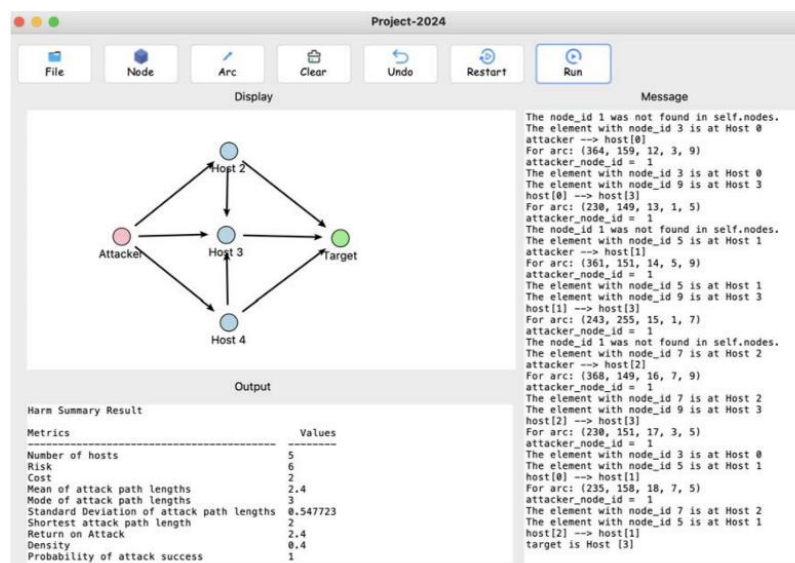 Project-2024
File Node Arc Clear Undo Restart Run
Display
Host 2
Attacker
Host 3
Target
Host 4
Output
Harm Summary Result
Metrics Values
Number of hosts 5
Risk 6
Cost 2
Mean of attack path lengths 2.4
Mode of attack path lengths 3
Standard Deviation of attack path lengths 0.547723
Shortest attack path length 2
Return on Attack 2.4
Density 0.4
Probability of attack success 1
Message
The node_id 1 was not found in self.nodes.
The element with node_id 3 is at Host 0
attacker --> host[0]
For arc: (364, 159, 12, 3, 9)
attacker_node_id =  1
The element with node_id 3 is at Host 0
The element with node_id 9 is at Host 3
host[0] --> host[3]
For arc: (230, 149, 13, 1, 5)
attacker_node_id =  1
The node_id 1 was not found in self.nodes.
The element with node_id 5 is at Host 1
attacker --> host[1]
For arc: (361, 151, 14, 5, 9)
attacker_node_id =  1
The element with node_id 5 is at Host 1
The element with node_id 9 is at Host 3
host[1] --> host[3]
For arc: (243, 255, 15, 1, 7)
attacker_node_id =  1
The node_id 1 was not found in self.nodes.
The element with node_id 7 is at Host 2
attacker --> host[2]
For arc: (368, 149, 16, 7, 9)
attacker_node_id =  1
The element with node_id 7 is at Host 2
The element with node_id 9 is at Host 3
host[2] --> host[3]
For arc: (230, 151, 17, 3, 5)
attacker_node_id =  1
The element with node_id 3 is at Host 0
The element with node_id 5 is at Host 1
host[0] --> host[1]
For arc: (235, 158, 18, 7, 5)
attacker_node_id =  1
The element with node_id 7 is at Host 2
The element with node_id 5 is at Host 1
host[2] --> host[1]
target is Host [3]